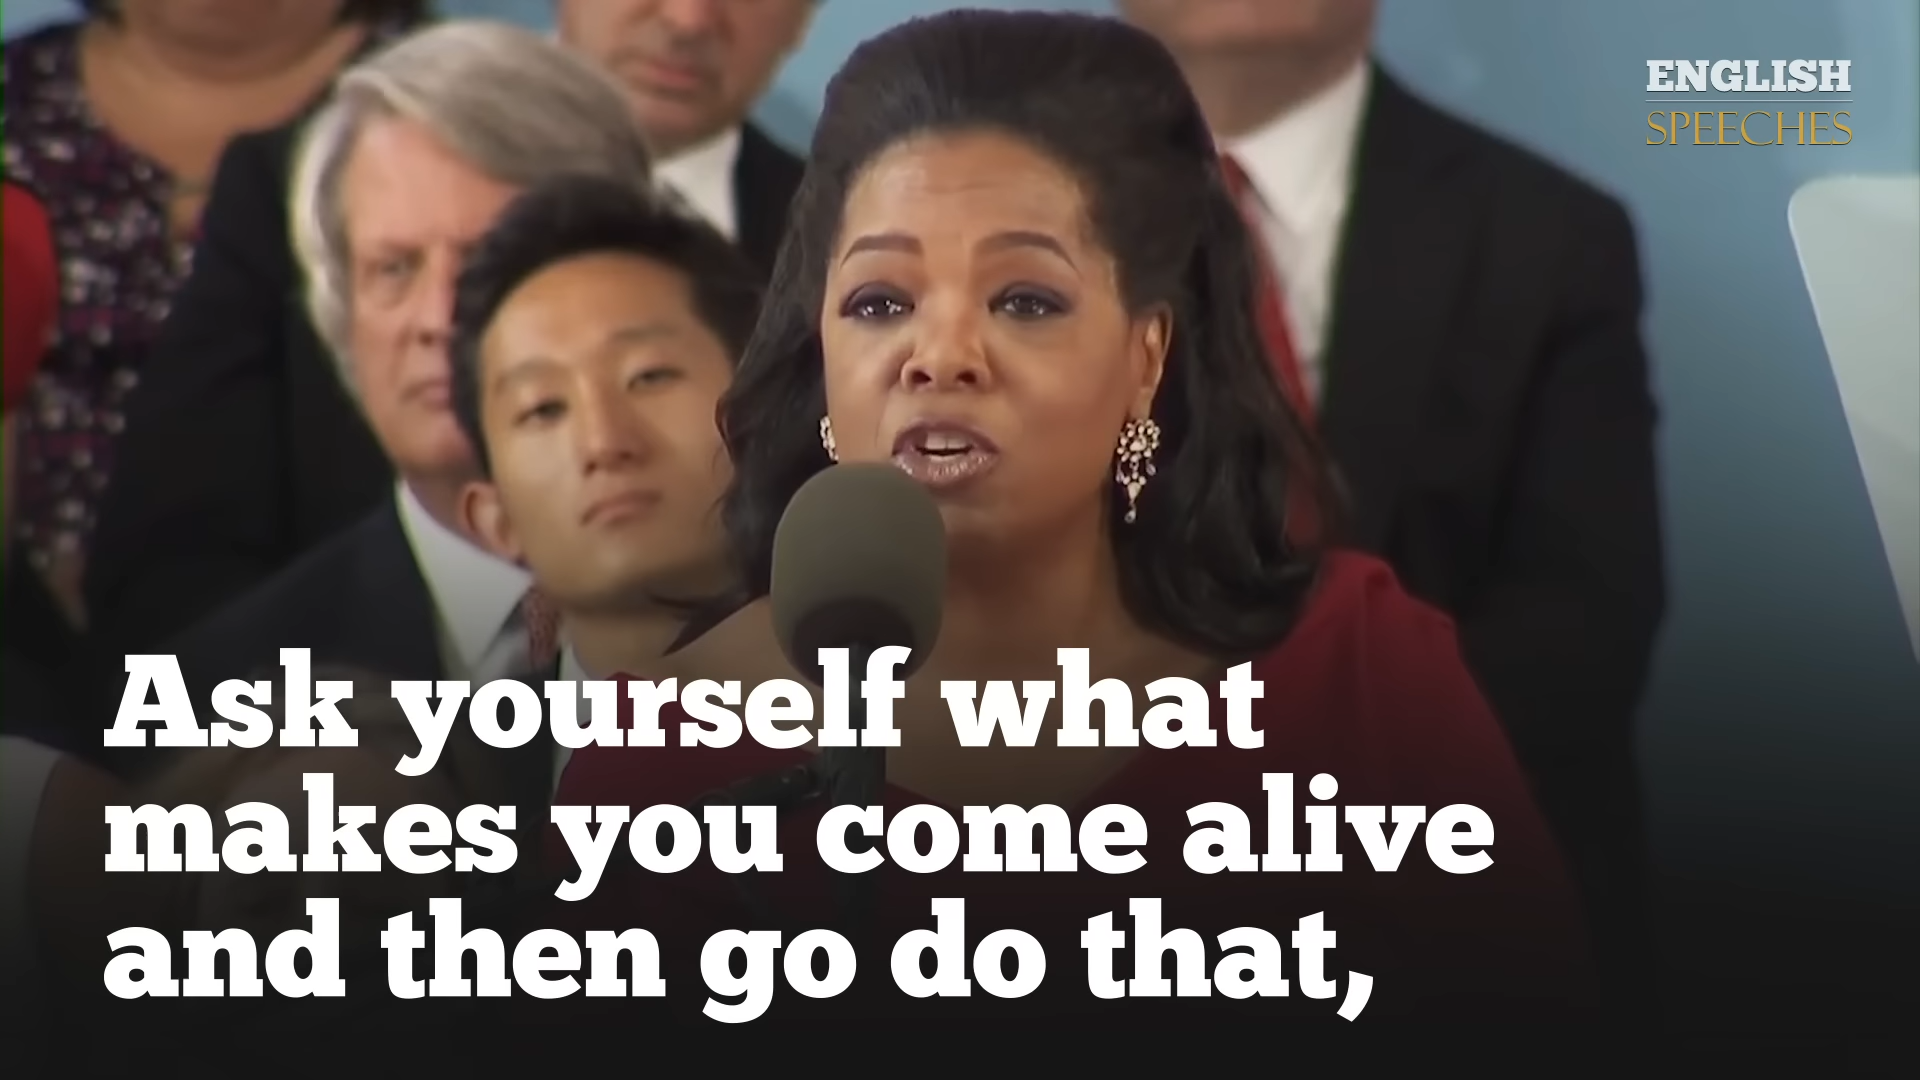 ENGLISH
SPEECHES
Ask yourself what
makes you come alive
and then go do that,